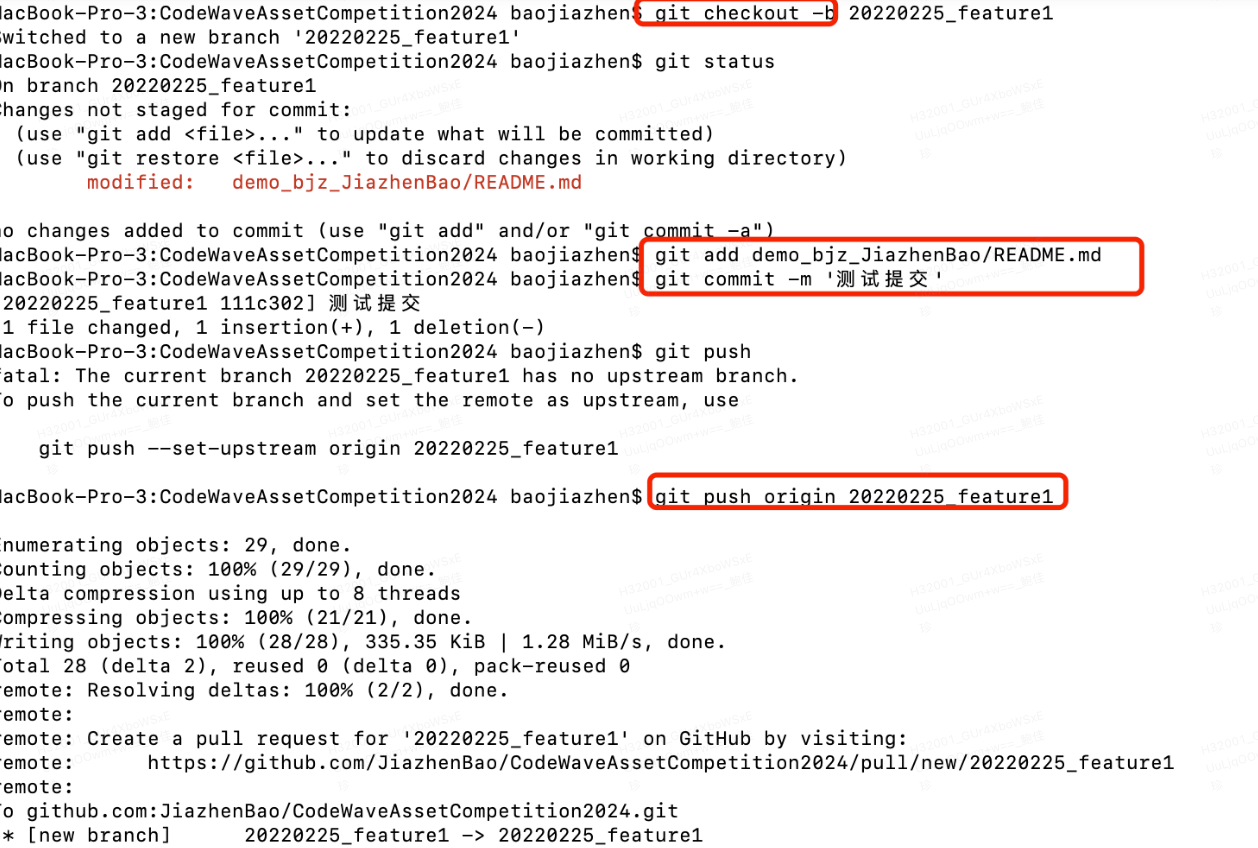 MacBook-Pro-3:CodeWaveAssetCompetition2024 baojiazhen$ git checkout -b 20220225_feature1
Switched to a new branch '20220225_feature1'
MacBook-Pro-3:CodeWaveAssetCompetition2024 baojiazhen$ git status
On branch 20220225_feature1
Changes not staged for commit:
(use "git add <file>..." to update what will be committed)
(use "git restore <file>..." to discard changes in working directory)
modified: demo_bjz_JiazhenBao/README.md
no changes added to commit (use "git add" and/or "git commit -a")
MacBook-Pro-3:CodeWaveAssetCompetition2024 baojiazhen$ git add demo_bjz_JiazhenBao/README.md
MacBook-Pro-3:CodeWaveAssetCompetition2024 baojiazhen$ git commit -m '测试提交'
20220225_feature1 111c302] 测试提交
1 file changed, 1 insertion(+), 1 deletion(-)
MacBook-Pro-3:CodeWaveAssetCompetition2024 baojiazhen$ git push
fatal: The current branch 20220225_feature1 has no upstream branch.
To push the current branch and set the remote as upstream, use
git push --set-upstream origin 20220225_feature1
MacBook-Pro-3:CodeWaveAssetCompetition2024 baojiazhen$ git push origin 20220225_feature1
Enumerating objects: 29, done.
Counting objects: 100% (29/29), done.
Delta compression using up to 8 threads
Compressing objects: 100% (21/21), done.
Writing objects: 100% (28/28), 335.35 KiB | 1.28 MiB/s, done.
Total 28 (delta 2), reused 0 (delta 0), pack-reused 0
remote: Resolving deltas: 100% (2/2), done.
remote:
remote: Create a pull request for '20220225_feature1' on GitHub by visiting:
remote: https://github.com/JiazhenBao/CodeWaveAssetCompetition2024/pull/new/20220225_feature1
remote:
To github.com:JiazhenBao/CodeWaveAssetCompetition2024.git
* [new branch] 20220225_feature1 -> 20220225_feature1